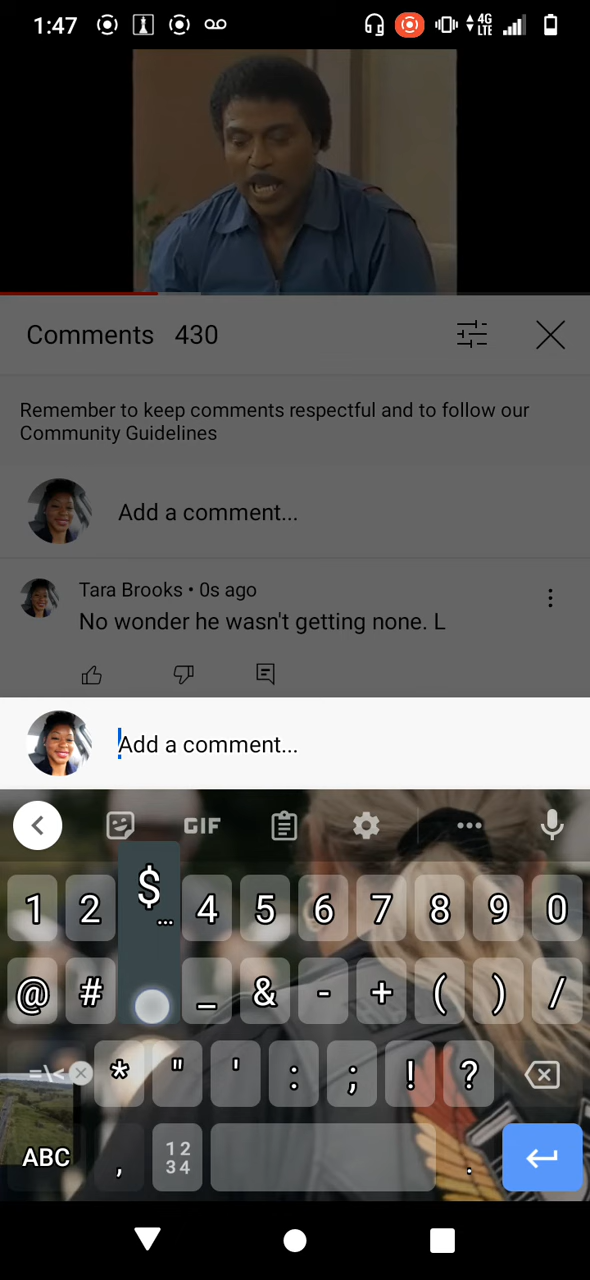 1:47
4G
LTE
Comments 430
Remember to keep comments respectful and to follow our
Community Guidelines
Add a comment...
Tara Brooks • 0s ago
No wonder he wasn't getting none. L
Add a comment...
GIF
$
...
1 2 4 5 6 7 8 9 0
@ # _ & - + ( ) /
=\< * " ' : ; ! ?
ABC , 12 .
34